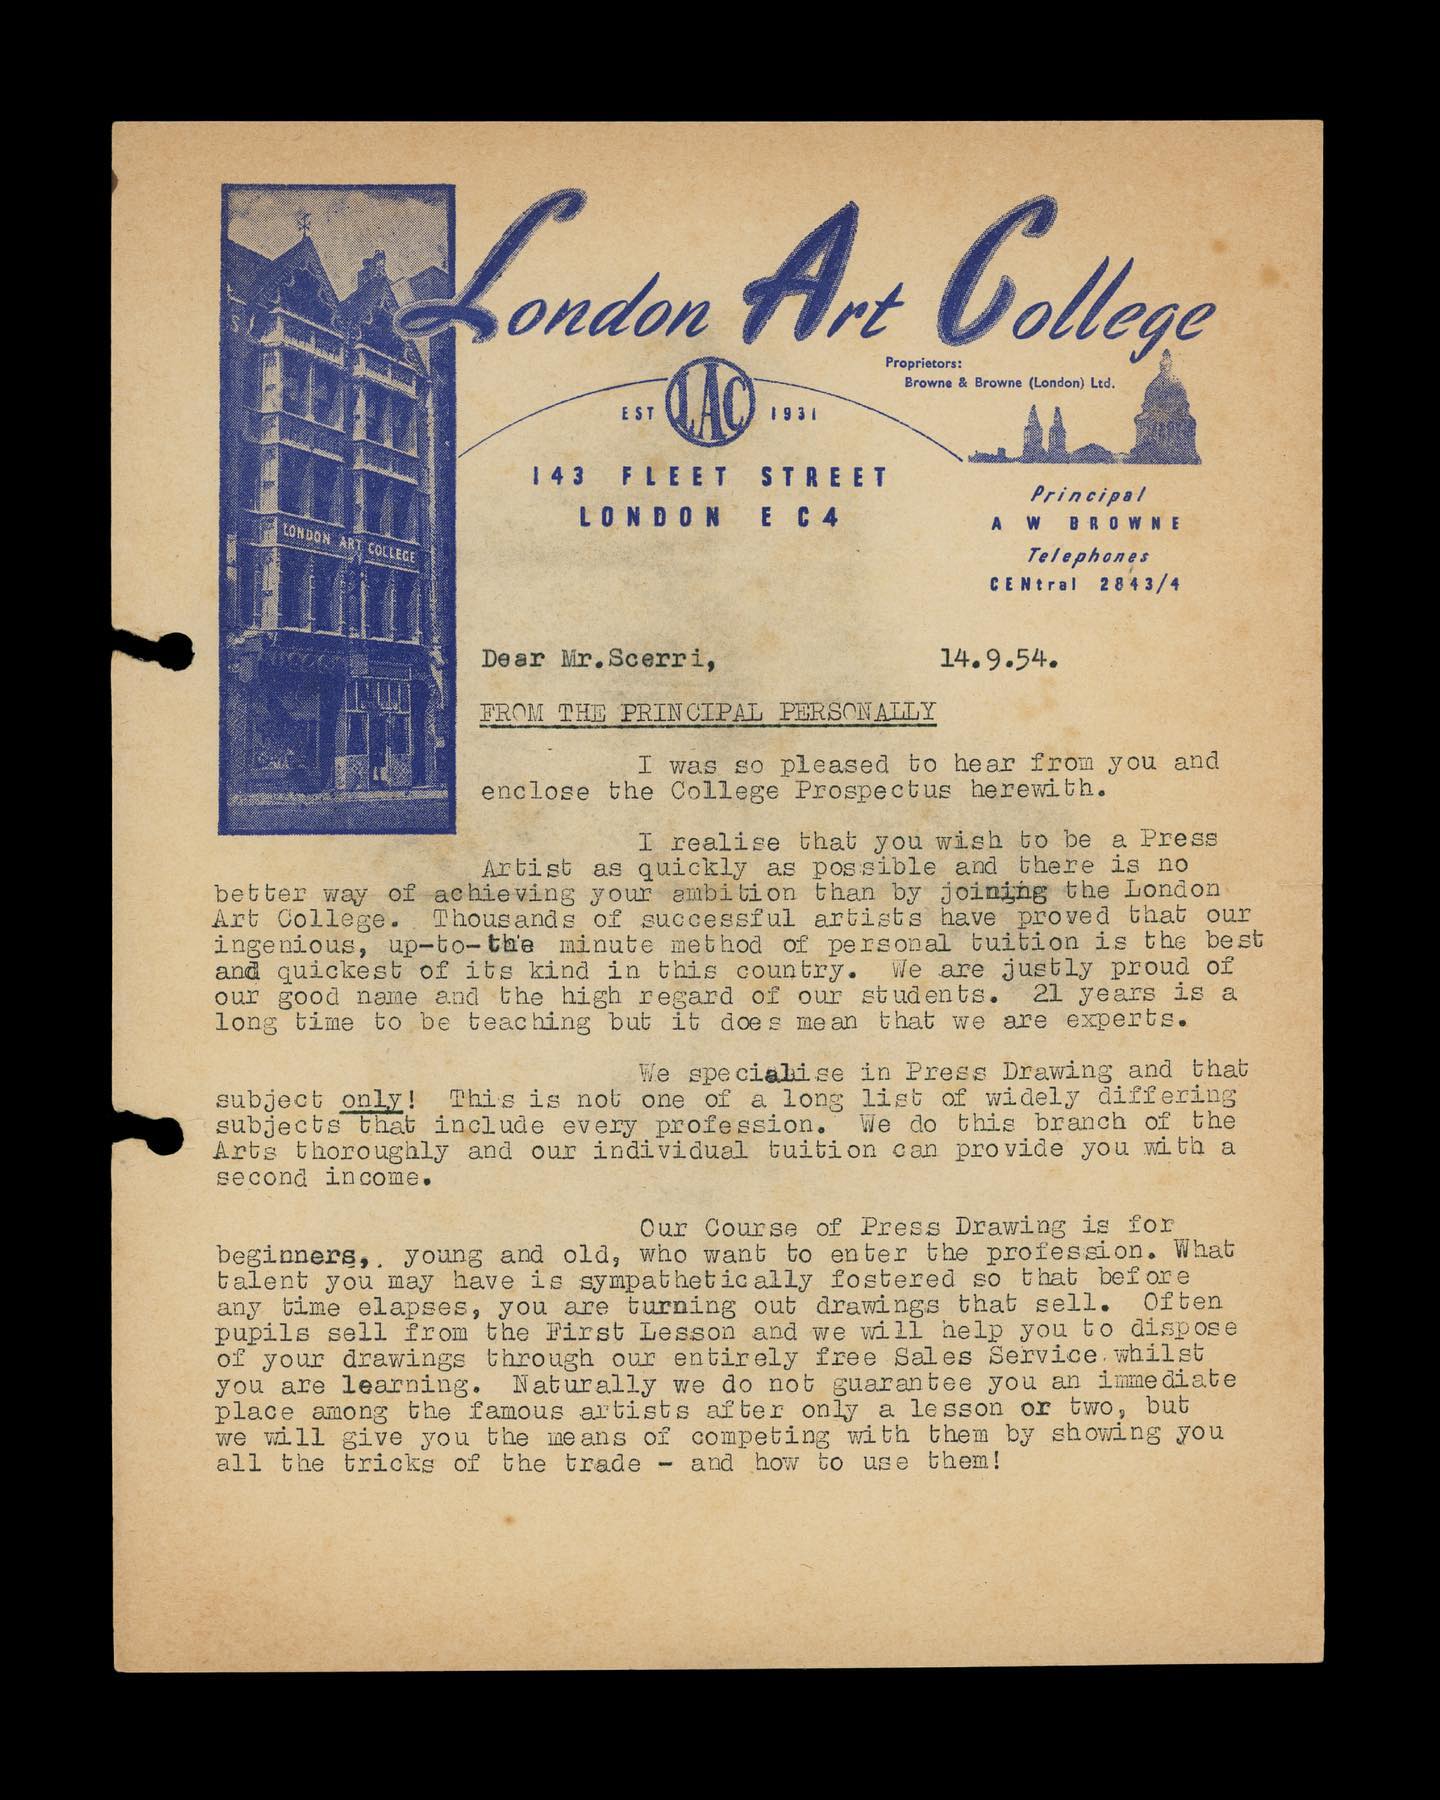 London Art College
Proprietors:
Browne & Browne (London) Ltd.
EST LAC 1931
143 FLEET STREET
LONDON EC4
Principal
A W BROWNE
Telephones
CENtral 2843/4
LONDON ART COLLEGE
Dear Mr.Scerri, 14.9.54.
FROM THE PRINCIPAL PERSONALLY
I was so pleased to hear from you and
enclose the College Prospectus herewith.
I realise that you wish to be a Press
Artist as quickly as possible and there is no
better way of achieving your ambition than by joining the London
Art College. Thousands of successful artists have proved that our
ingenious, up-to-the minute method of personal tuition is the best
and quickest of its kind in this country. We are justly proud of
our good name and the high regard of our students. 21 years is a
long time to be teaching but it does mean that we are experts.
We specialise in Press Drawing and that
subject only! This is not one of a long list of widely differing
subjects that include every profession. We do this branch of the
Arts thoroughly and our individual tuition can provide you with a
second income.
Our Course of Press Drawing is for
beginners,. young and old, who want to enter the profession. What
talent you may have is sympathetically fostered so that before
any time elapses, you are turning out drawings that sell. Often
pupils sell from the First Lesson and we will help you to dispose
of your drawings through our entirely free Sales Service.whilst
you are learning. Naturally we do not guarantee you an immediate
place among the famous artists after only a lesson or two, but
we will give you the means of competing with them by showing you
all the tricks of the trade - and how to use them!